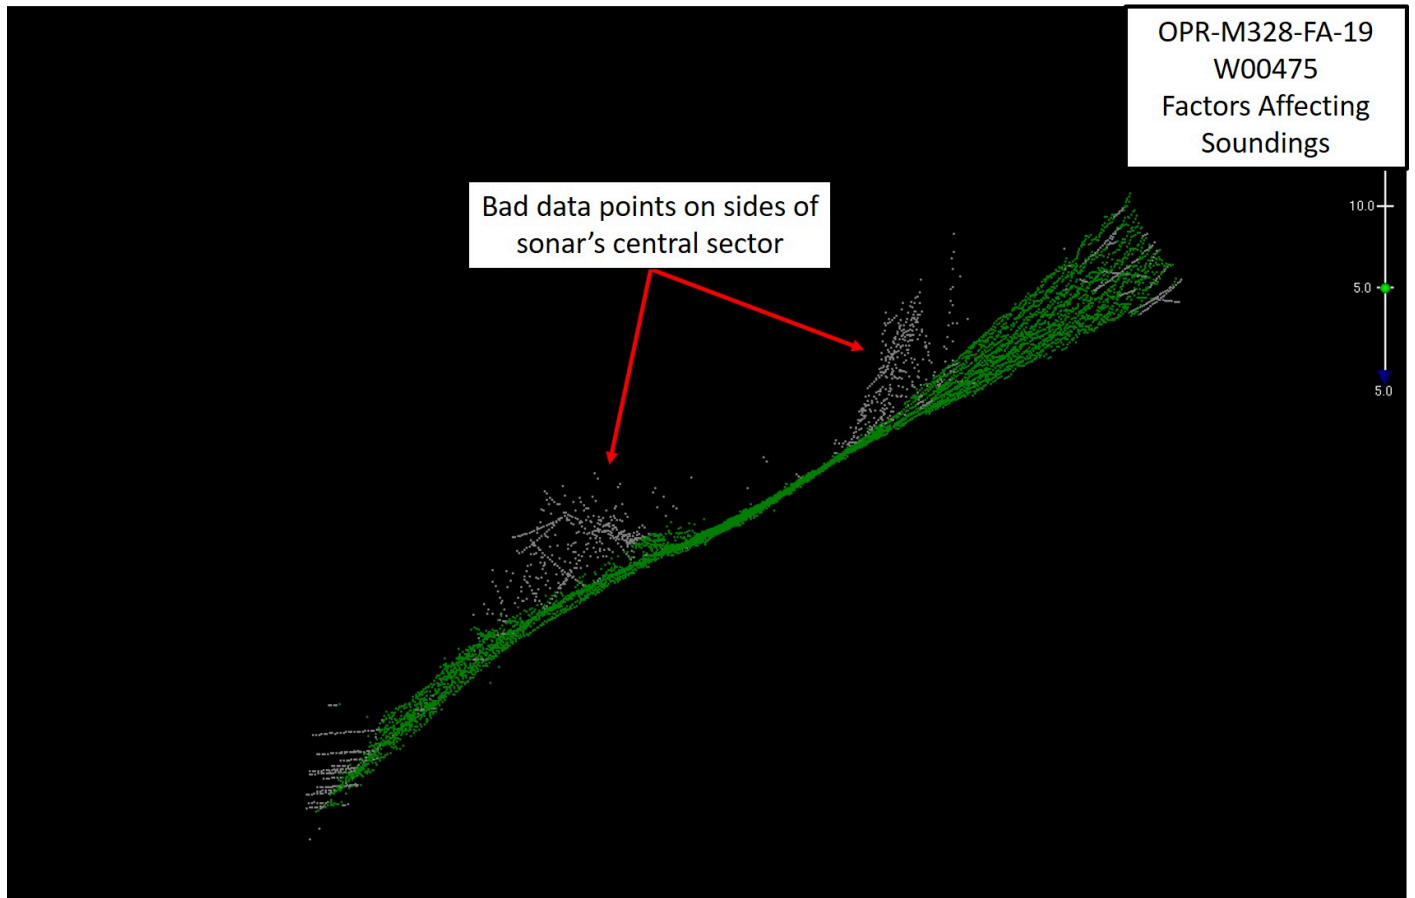 OPR-M328-FA-19
W00475
Factors Affecting
Soundings
Bad data points on sides of
sonar’s central sector
10.0
5.0
5.0